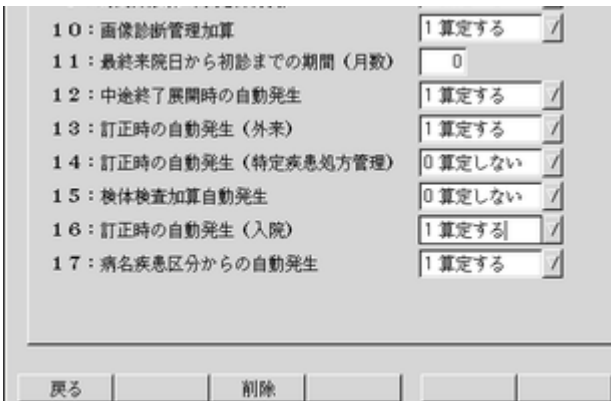 10:画像診断管理加算 1 算定する
11:最終来院日から初診までの期間(月数) 0
12:中途終了展開時の自動発生 1 算定する
13:訂正時の自動発生(外来) 1 算定する
14:訂正時の自動発生(特定疾患処方管理) 0 算定しない
15:検体検査加算自動発生 0 算定しない
16:訂正時の自動発生(入院) 1 算定する
17:病名疾患区分からの自動発生 1 算定する
戻る 削除